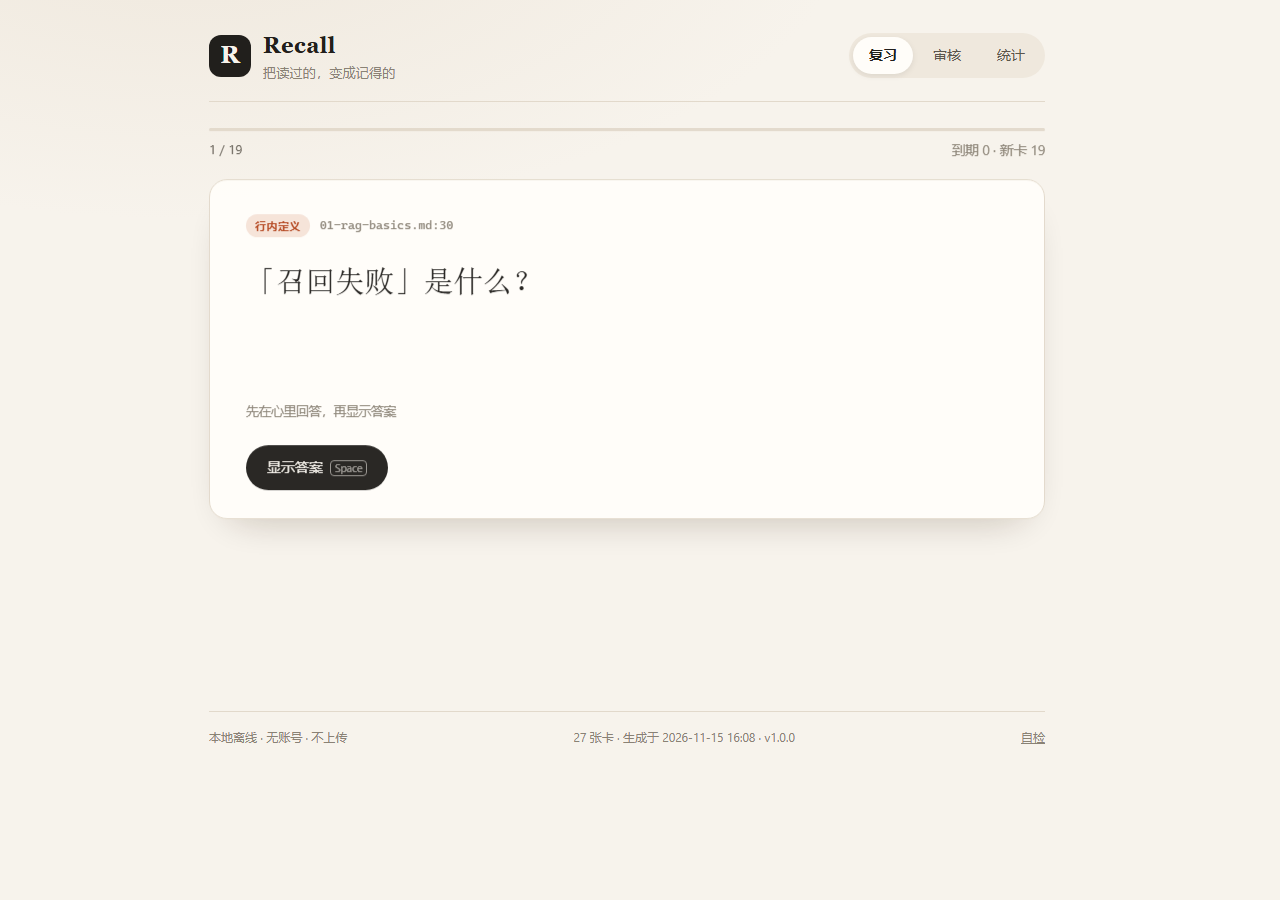 R
Recall
把读过的，变成记得的
复习 审核 统计
1 / 19
到期 0 · 新卡 19
行内定义 01-rag-basics.md:30
「召回失败」是什么？
先在心里回答，再显示答案
显示答案 Space
本地离线 · 无账号 · 不上传
27 张卡 · 生成于 2026-11-15 16:08 · v1.0.0
自检